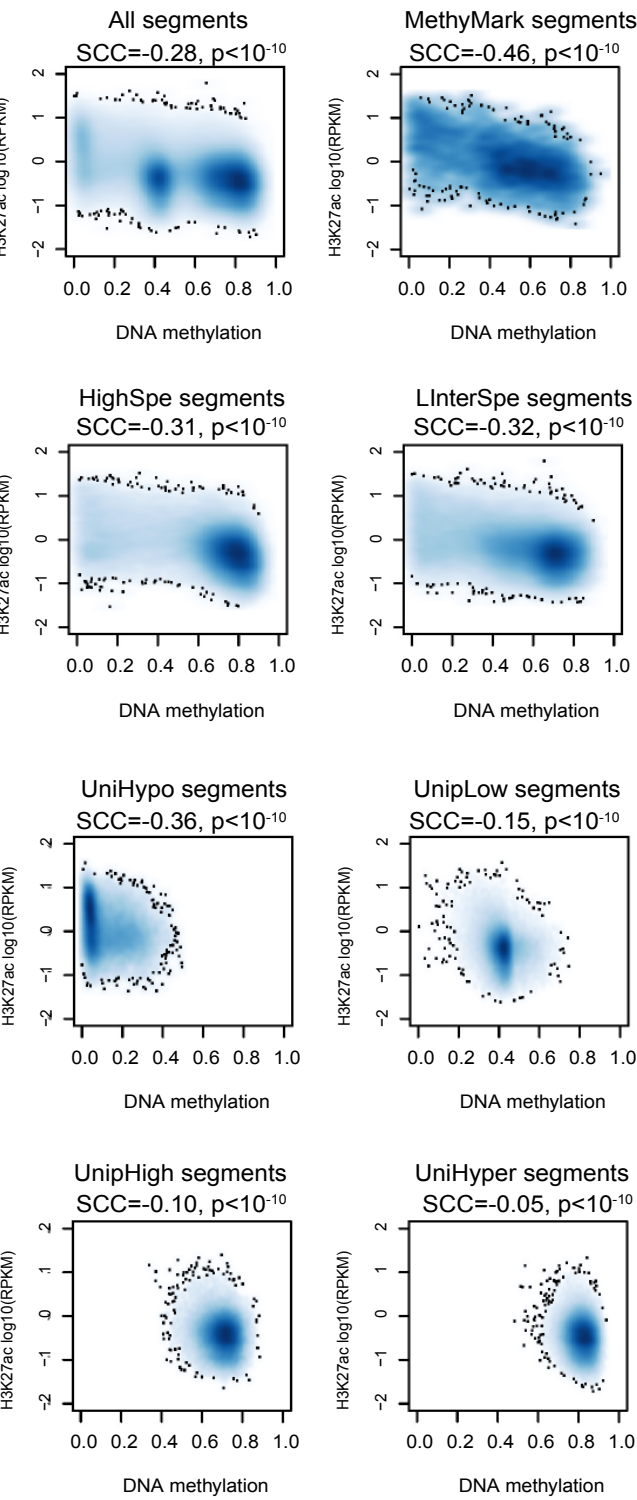 All segments
SCC=-0.28, p<10-10
H3K27ac log10(RPKM)
2
1
0
-1
-2
0.0 0.2 0.4 0.6 0.8 1.0
DNA methylation
MethyMark segments
SCC=-0.46, p<10-10
H3K27ac log10(RPKM)
2
1
0
-1
-2
0.0 0.2 0.4 0.6 0.8 1.0
DNA methylation
HighSpe segments
SCC=-0.31, p<10-10
H3K27ac log10(RPKM)
2
1
0
-1
-2
0.0 0.2 0.4 0.6 0.8 1.0
DNA methylation
LInterSpe segments
SCC=-0.32, p<10-10
H3K27ac log10(RPKM)
2
1
0
-1
-2
0.0 0.2 0.4 0.6 0.8 1.0
DNA methylation
UniHypo segments
SCC=-0.36, p<10-10
H3K27ac log10(RPKM)
2
1
0
-1
-2
0.0 0.2 0.4 0.6 0.8 1.0
DNA methylation
UnipLow segments
SCC=-0.15, p<10-10
H3K27ac log10(RPKM)
2
1
0
-1
-2
0.0 0.2 0.4 0.6 0.8 1.0
DNA methylation
UnipHigh segments
SCC=-0.10, p<10-10
H3K27ac log10(RPKM)
2
1
0
-1
-2
0.0 0.2 0.4 0.6 0.8 1.0
DNA methylation
UniHyper segments
SCC=-0.05, p<10-10
H3K27ac log10(RPKM)
2
1
0
-1
-2
0.0 0.2 0.4 0.6 0.8 1.0
DNA methylation